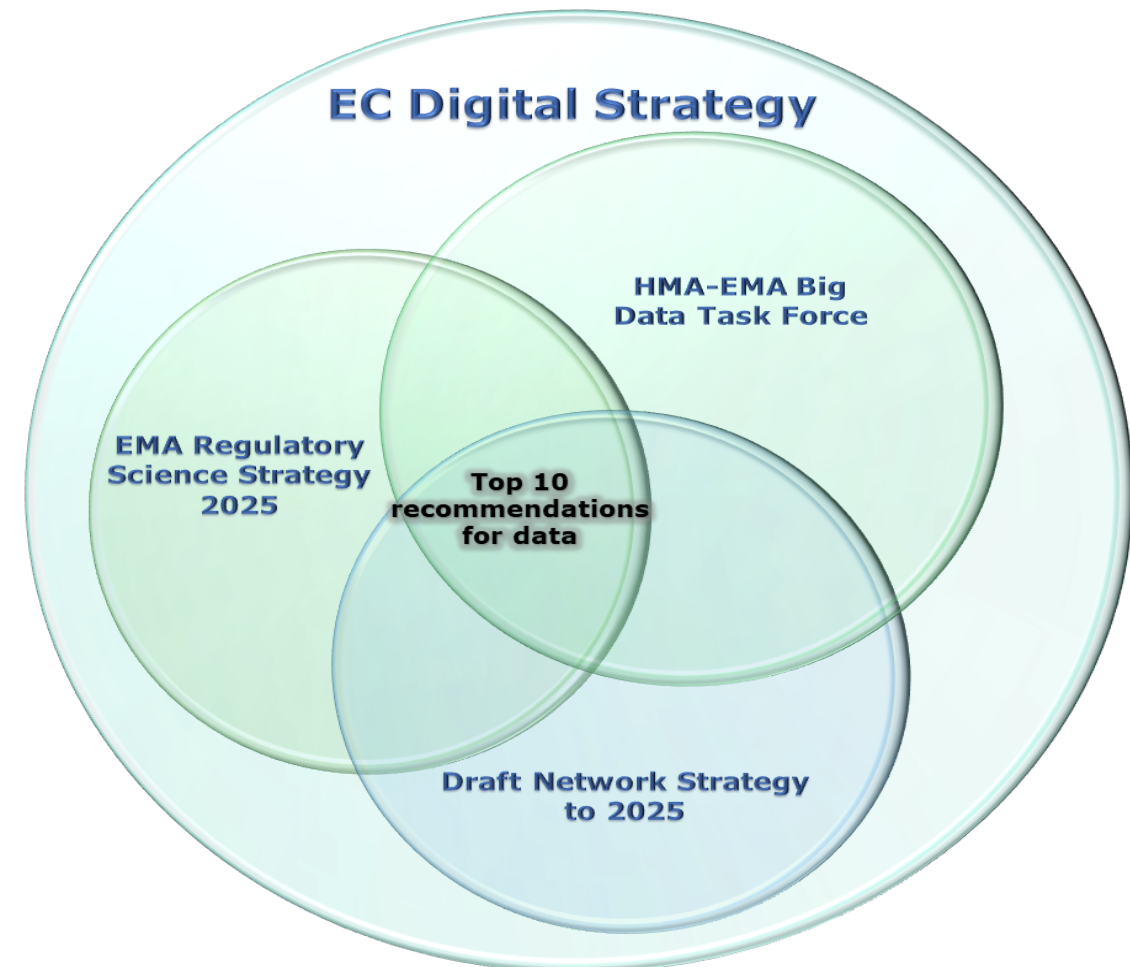 EC Digital Strategy
HMA-EMA Big
Data Task Force
EMA Regulatory
Science Strategy
2025
Top 10
recommendations
for data
Draft Network Strategy
to 2025